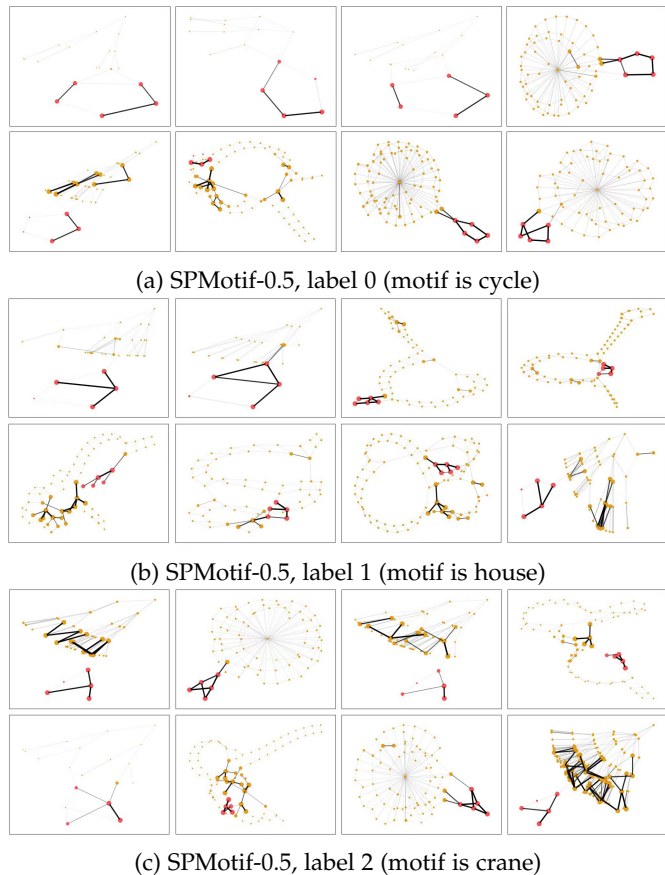 (a) SPMotif-0.5, label 0 (motif is cycle)
(b) SPMotif-0.5, label 1 (motif is house)
(c) SPMotif-0.5, label 2 (motif is crane)